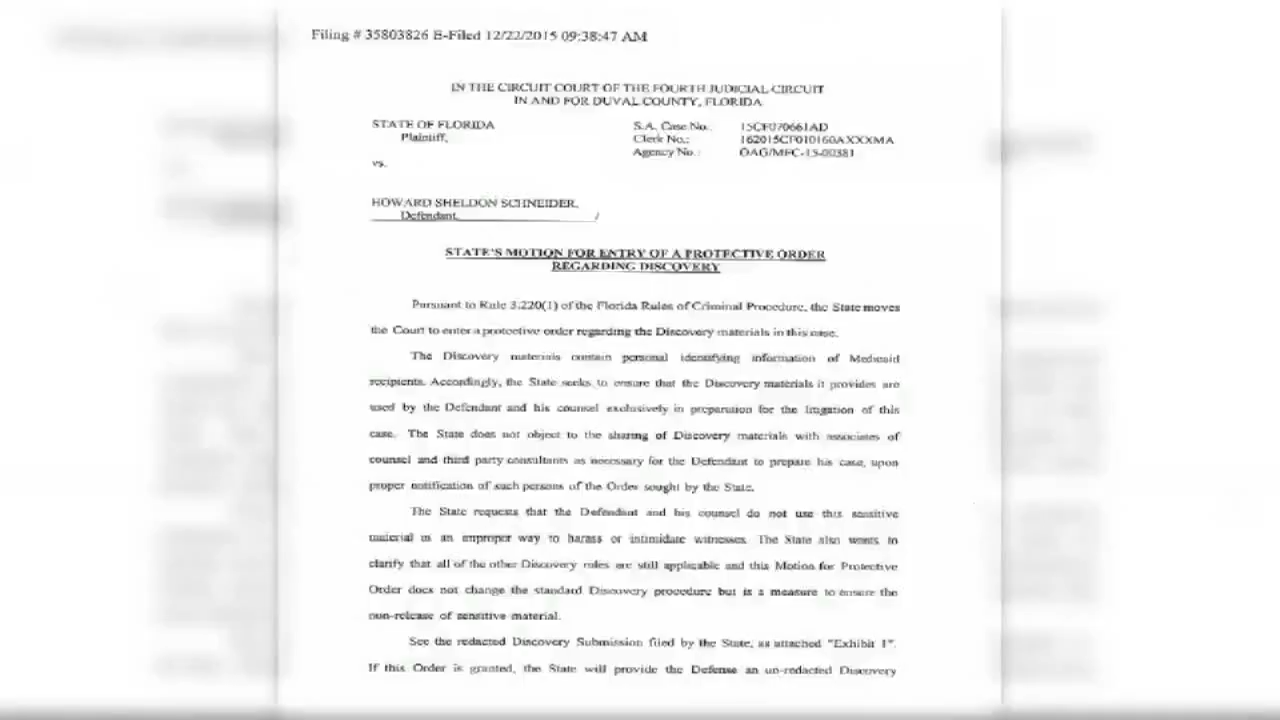 Filing # 35803826 E-Filed 12/22/2015 09:38:47 AM
IN THE CIRCUIT COURT OF THE FOURTH JUDICIAL CIRCUIT
IN AND FOR DUVAL COUNTY, FLORIDA
STATE OF FLORIDA
Plaintiff,
S.A. Case No. 15CF070661AD
Clerk No.: 162015CF010160AXXXMA
Agency No.: OAG/MFC-15-00381
vs.
HOWARD SHELDON SCHNEIDER,
Defendant. /
STATE'S MOTION FOR ENTRY OF A PROTECTIVE ORDER
REGARDING DISCOVERY
Pursuant to Rule 3.220(1) of the Florida Rules of Criminal Procedure, the State moves
the Court to enter a protective order regarding the Discovery materials in this case.
The Discovery materials contain personal identifying information of Medicaid
recipients. Accordingly, the State seeks to ensure that the Discovery materials it provides are
used by the Defendant and his counsel exclusively in preparation for the litigation of this
case. The State does not object to the sharing of Discovery materials with associates of
counsel and third party consultants as necessary for the Defendant to prepare his case, upon
proper notification of such persons of the Order sought by the State.
The State requests that the Defendant and his counsel do not use this sensitive
material in an improper way to harass or intimidate witnesses. The State also wants to
clarify that all of the other Discovery rules are still applicable and this Motion for Protective
Order does not change the standard Discovery procedure but is a measure to ensure the
non-release of sensitive material.
See the redacted Discovery Submission filed by the State, as attached "Exhibit 1".
If this Order is granted, the State will provide the Defense an un-redacted Discovery